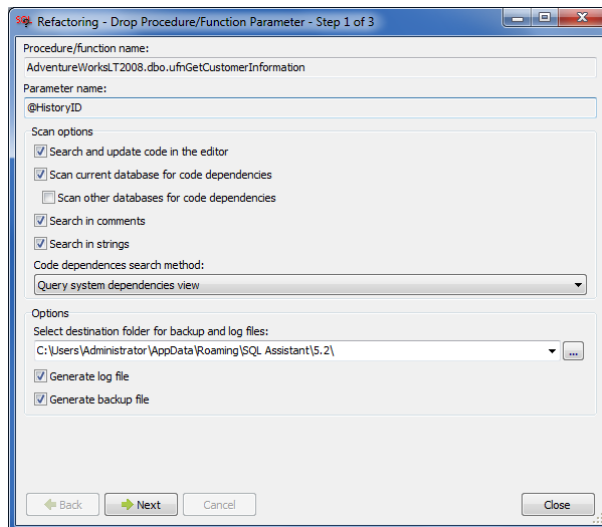 SQL Refactoring - Drop Procedure/Function Parameter - Step 1 of 3
Procedure/function name:
AdventureWorksLT2008.dbo.ufnGetCustomerInformation
Parameter name:
@HistoryID
Scan options
Search and update code in the editor
Scan current database for code dependencies
Scan other databases for code dependencies
Search in comments
Search in strings
Code dependences search method:
Query system dependencies view
Options
Select destination folder for backup and log files:
C:\Users\Administrator\AppData\Roaming\SQL Assistant\5.2\
...
Generate log file
Generate backup file
Back Next Cancel Close